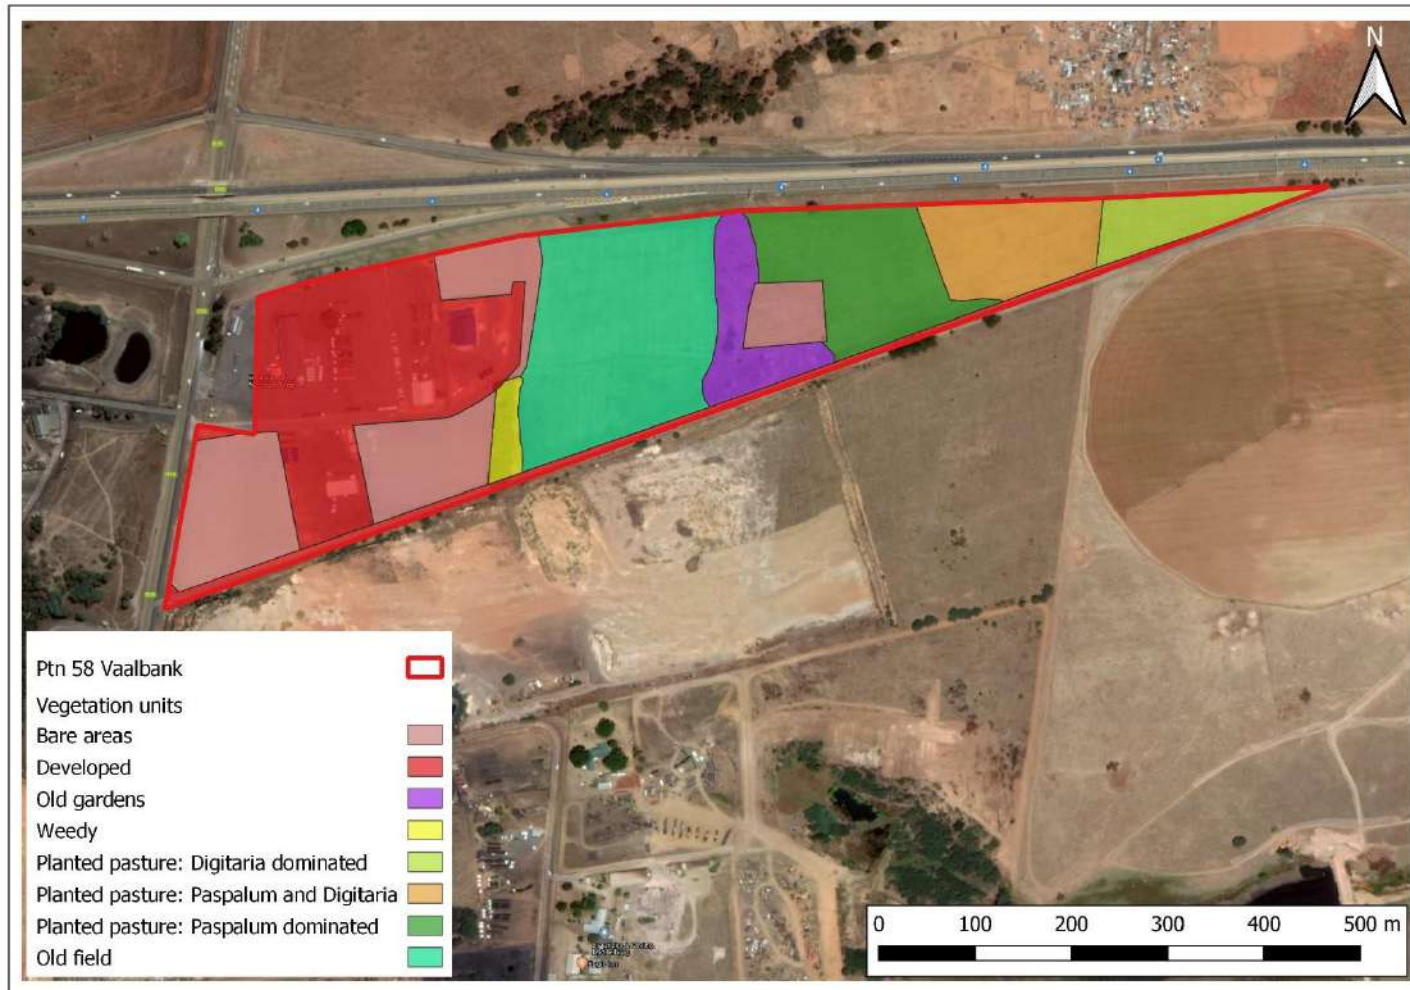 N
Ptn 58 Vaalbank
Vegetation units
Bare areas
Developed
Old gardens
Weedy
Planted pasture: Digitaria dominated
Planted pasture: Paspalum and Digitaria
Planted pasture: Paspalum dominated
Old field
0 100 200 300 400 500 m